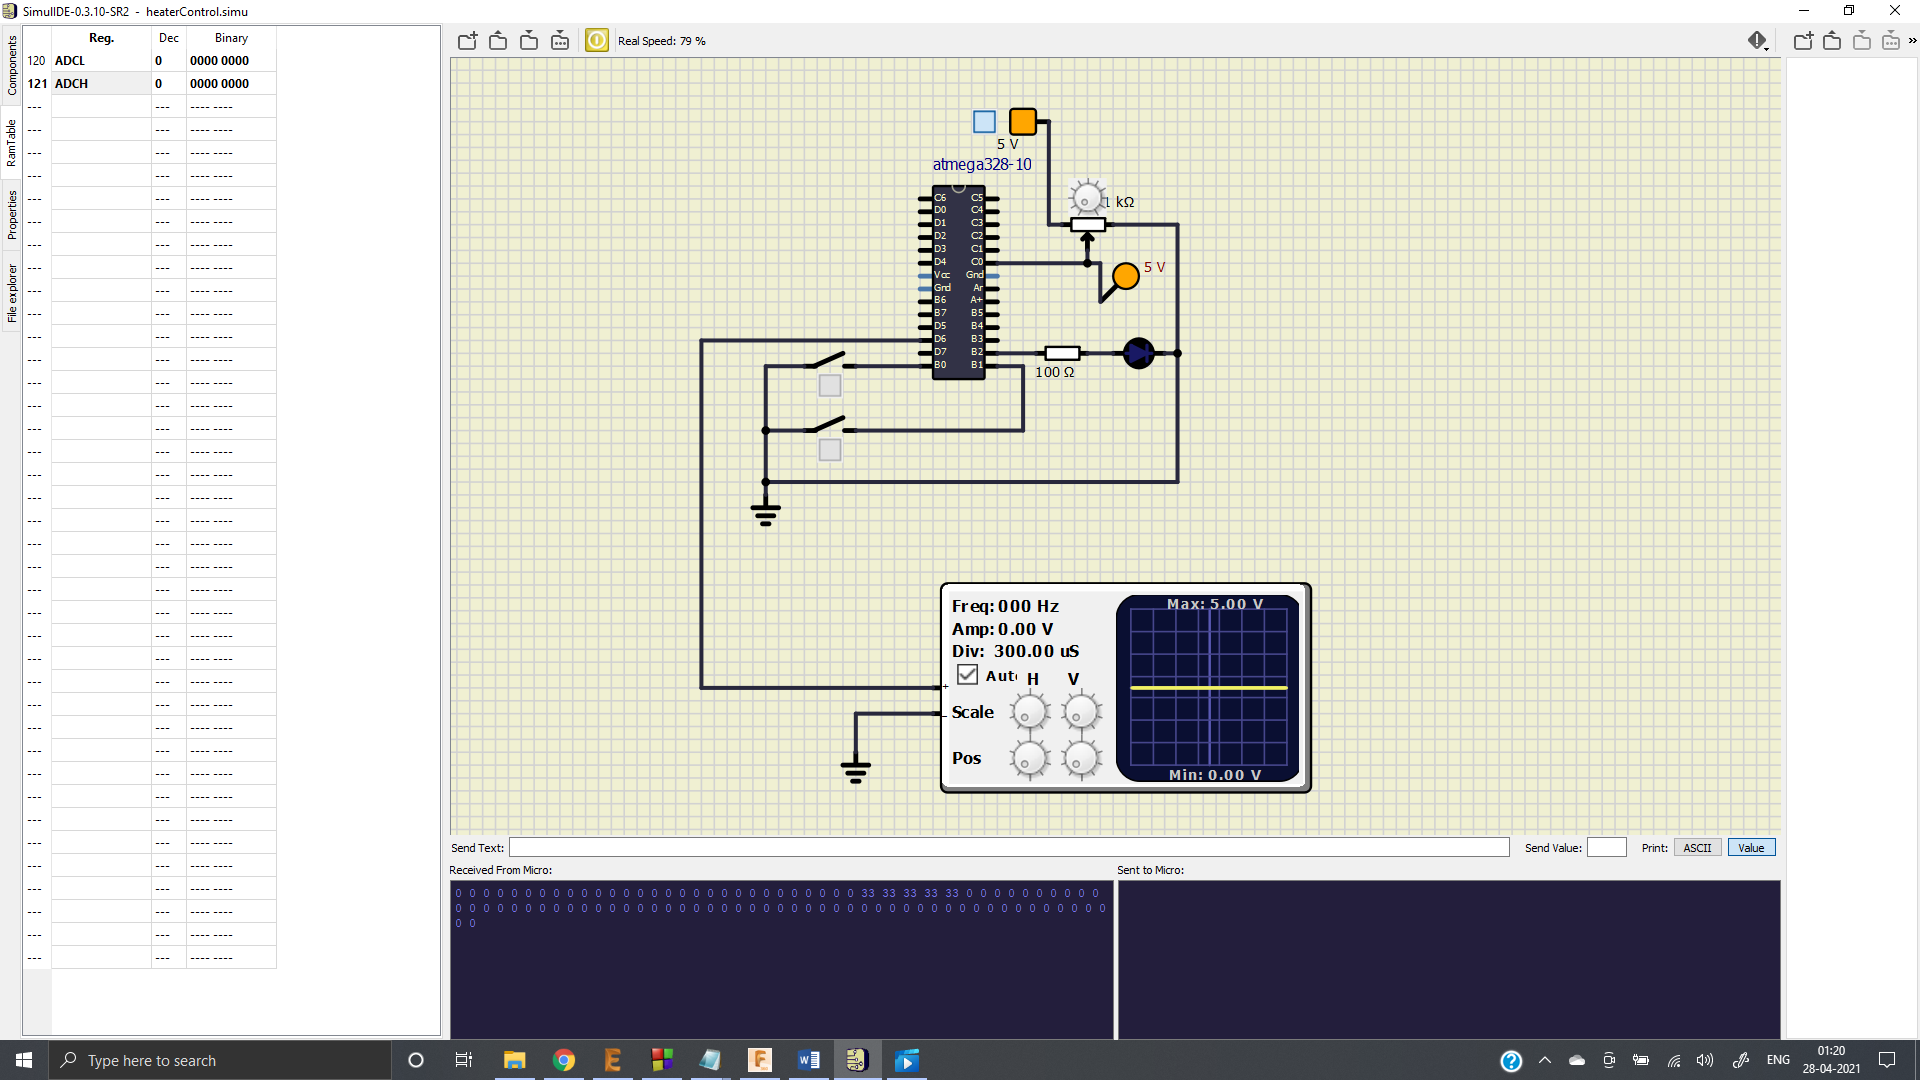 SimulIDE-0.3.10-SR2 - heaterControl.simu
Components
RamTable
Properties
File explorer
Reg. Dec Binary
120 ADCL 0 0000 0000
121 ADCH 0 0000 0000
Real Speed: 79 %
5 V
atmega328-10
1 kΩ
5 V
100 Ω
C6 C5
D0 C4
D1 C3
D2 C2
D3 C1
D4 C0
Vcc Gnd
Gnd Ar
B6 A+
B7 B5
D5 B4
D6 B3
D7 B2
B0 B1
Freq: 000 Hz
Amp: 0.00 V
Div: 300.00 uS
Auto H V
Scale
Pos
+
-
Max: 5.00 V
Min: 0.00 V
Send Text: Send Value: Print: ASCII Value
Received From Micro: Sent to Micro:
0 0 0 0 0 0 0 0 0 0 0 0 0 0 0 0 0 0 0 0 0 0 0 0 0 0 0 0 0 33 33 33 33 33 0 0 0 0 0 0 0 0 0 0
0 0 0 0 0 0 0 0 0 0 0 0 0 0 0 0 0 0 0 0 0 0 0 0 0 0 0 0 0 0 0 0 0 0 0 0 0 0 0 0 0 0 0 0 0 0 0
0 0
Type here to search
ENG
01:20
28-04-2021